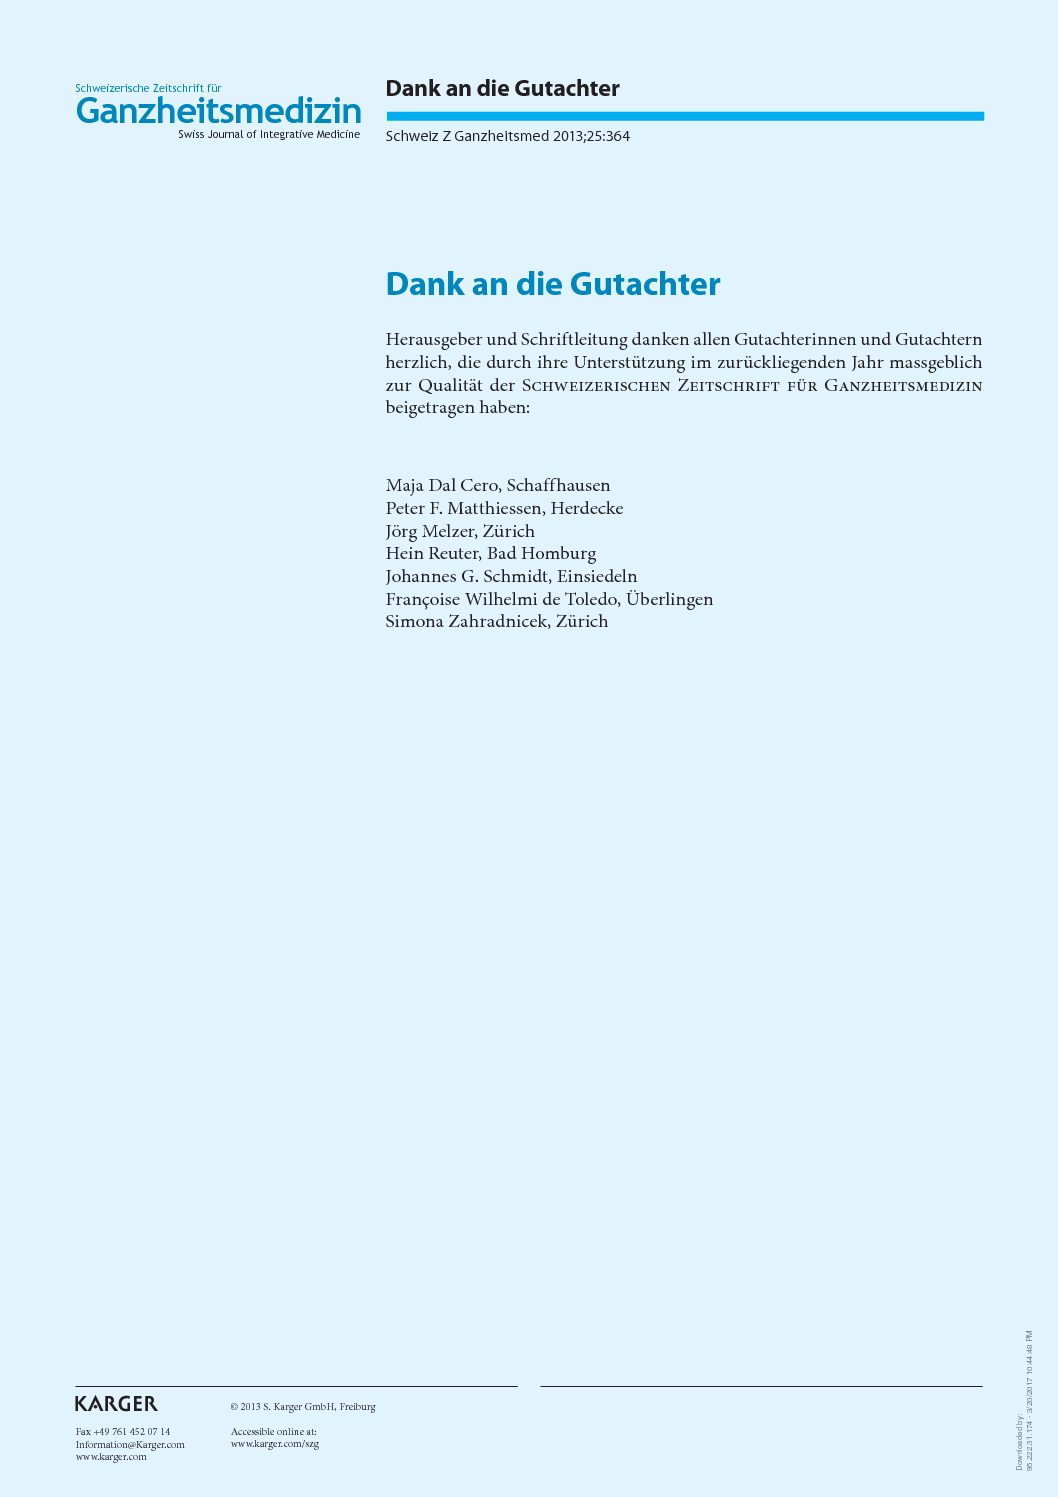 Schweizerische Zeitschrift für
Ganzheitsmedizin
Swiss Journal of Integrative Medicine
Dank an die Gutachter
Schweiz Z Ganzheitsmed 2013;25:364
Dank an die Gutachter
Herausgeber und Schriftleitung danken allen Gutachterinnen und Gutachtern
herzlich, die durch ihre Unterstützung im zurückliegenden Jahr massgeblich
zur Qualität der Schweizerischen Zeitschrift für Ganzheitsmedizin
beigetragen haben:
Maja Dal Cero, Schaffhausen
Peter F. Matthiessen, Herdecke
Jörg Melzer, Zürich
Hein Reuter, Bad Homburg
Johannes G. Schmidt, Einsiedeln
Françoise Wilhelmi de Toledo, Überlingen
Simona Zahradnicek, Zürich
KARGER
Fax +49 761 452 07 14
Information@Karger.com
www.karger.com
© 2013 S. Karger GmbH, Freiburg
Accessible online at:
www.karger.com/szg
Downloaded by:
95.222.31.174 - 3/20/2017 10:44:48 PM